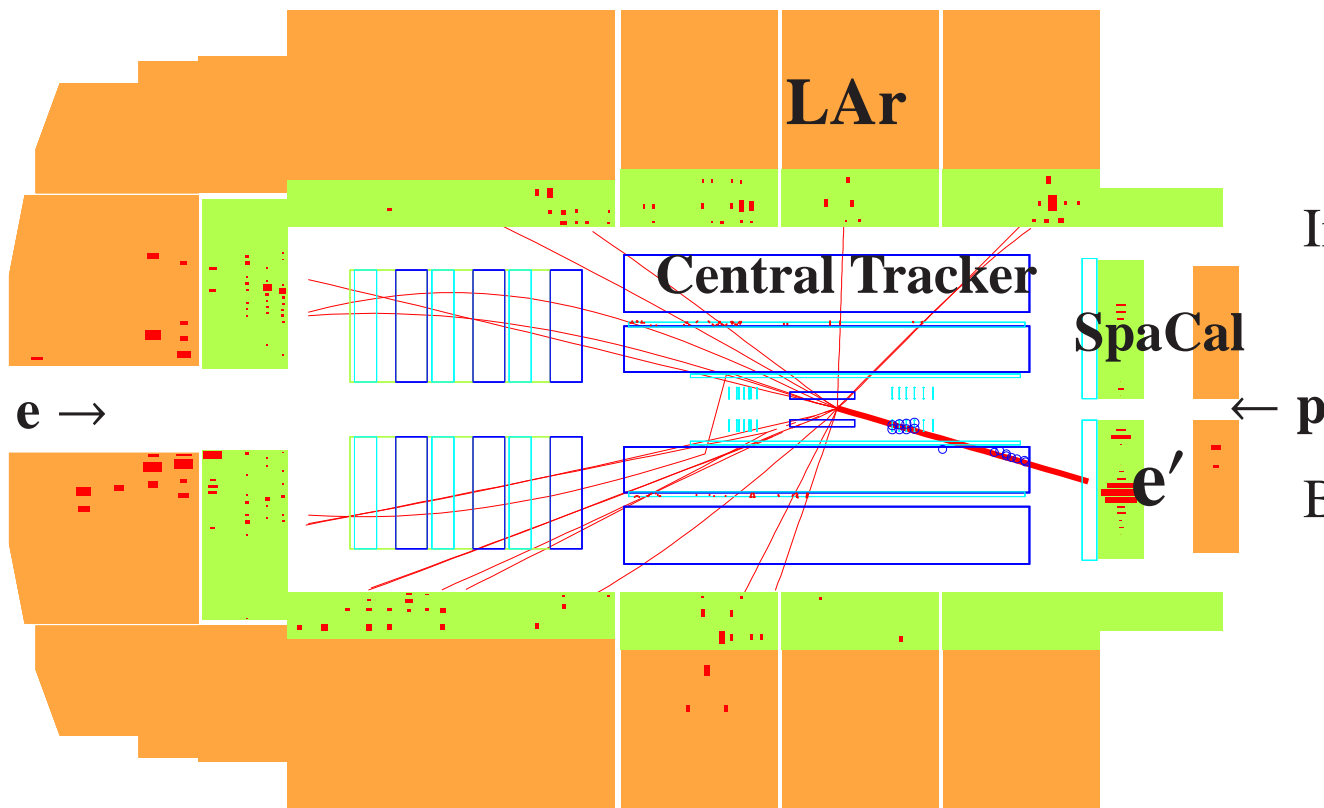 LAr
Central Tracker
SpaCal
e →
← p
e′